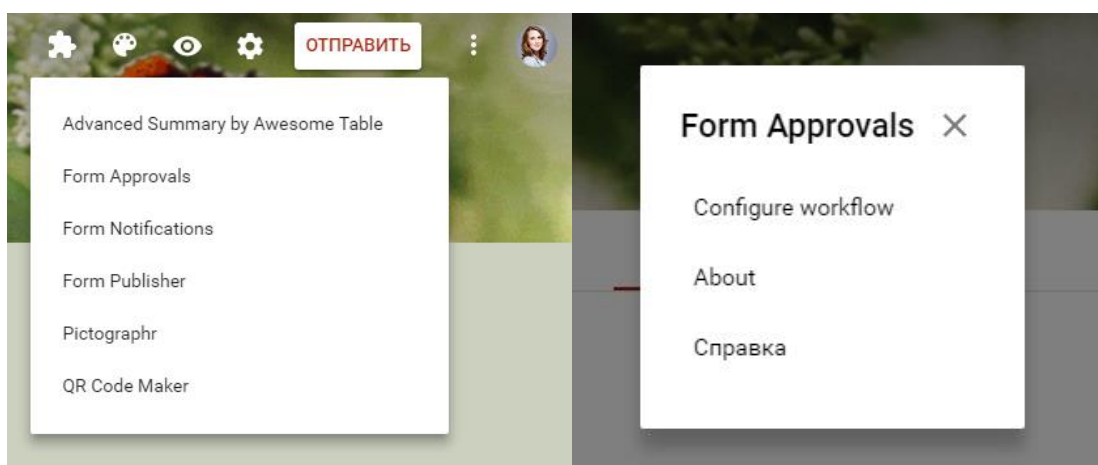 ОТПРАВИТЬ
Advanced Summary by Awesome Table
Form Approvals
Form Notifications
Form Publisher
Pictographr
QR Code Maker
Form Approvals
Configure workflow
About
Справка